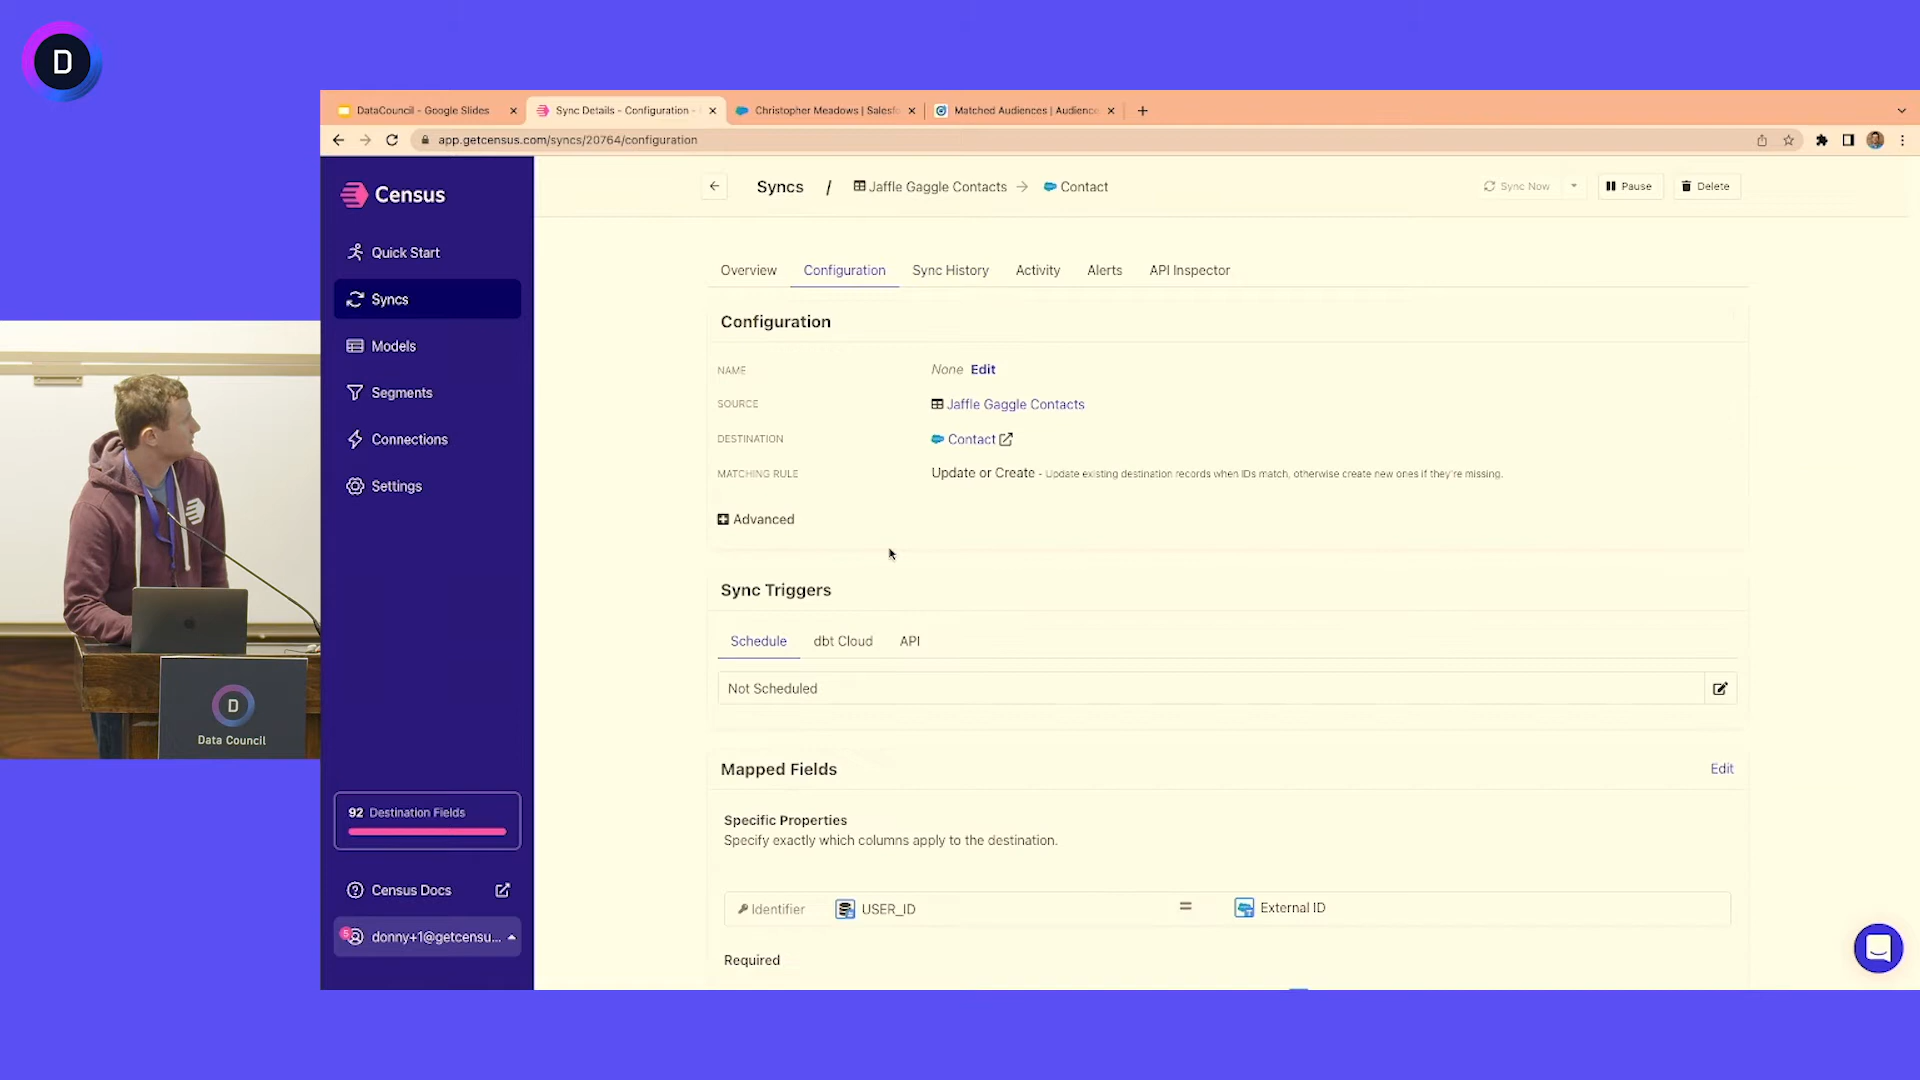 D
DataCouncil - Google Slides
Sync Details - Configuration -
Christopher Meadows | Salesfo
Matched Audiences | Audience
app.getcensus.com/syncs/20764/configuration
Census
Quick Start
Syncs
Models
Segments
Connections
Settings
92 Destination Fields
Census Docs
5
donny+1@getcensu...
Syncs / Jaffle Gaggle Contacts → Contact
Sync Now
Pause
Delete
Overview
Configuration
Sync History
Activity
Alerts
API Inspector
Configuration
NAME None Edit
SOURCE Jaffle Gaggle Contacts
DESTINATION Contact
MATCHING RULE Update or Create - Update existing destination records when IDs match, otherwise create new ones if they're missing.
Advanced
Sync Triggers
Schedule dbt Cloud API
Not Scheduled
Mapped Fields Edit
Specific Properties
Specify exactly which columns apply to the destination.
Identifier USER_ID = External ID
Required
D
Data Council